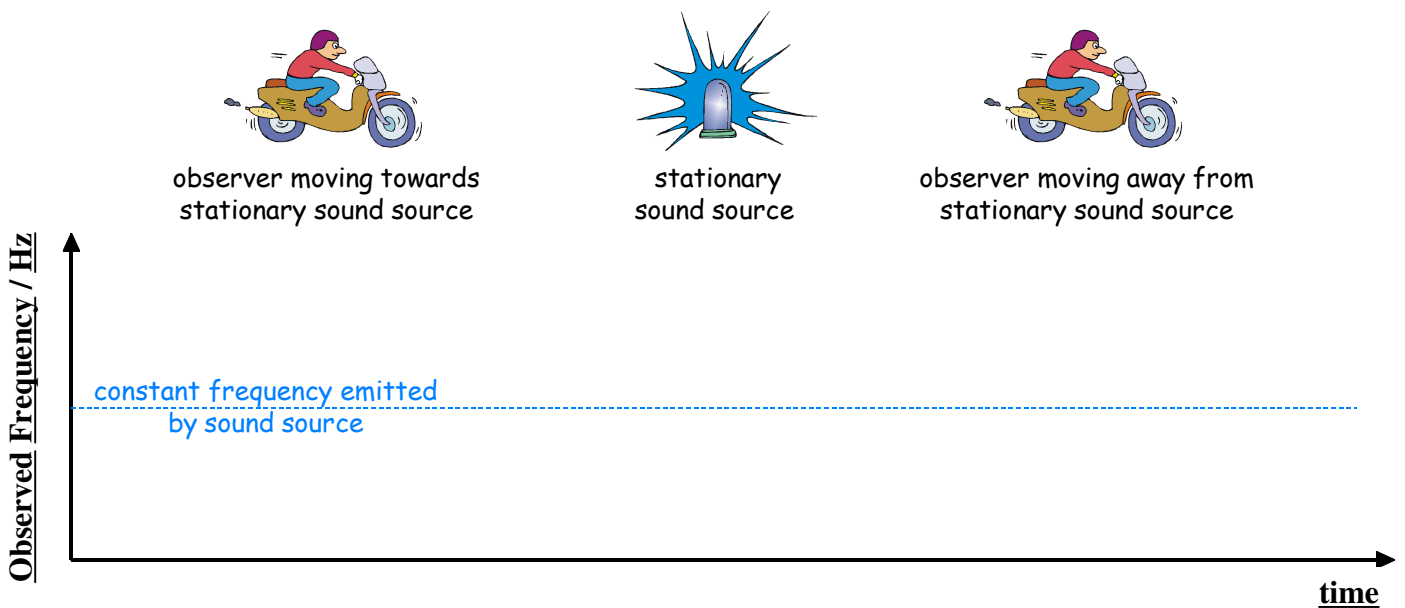 observer moving towards
stationary sound source
stationary
sound source
observer moving away from
stationary sound source
Observed Frequency / Hz
constant frequency emitted
by sound source
time